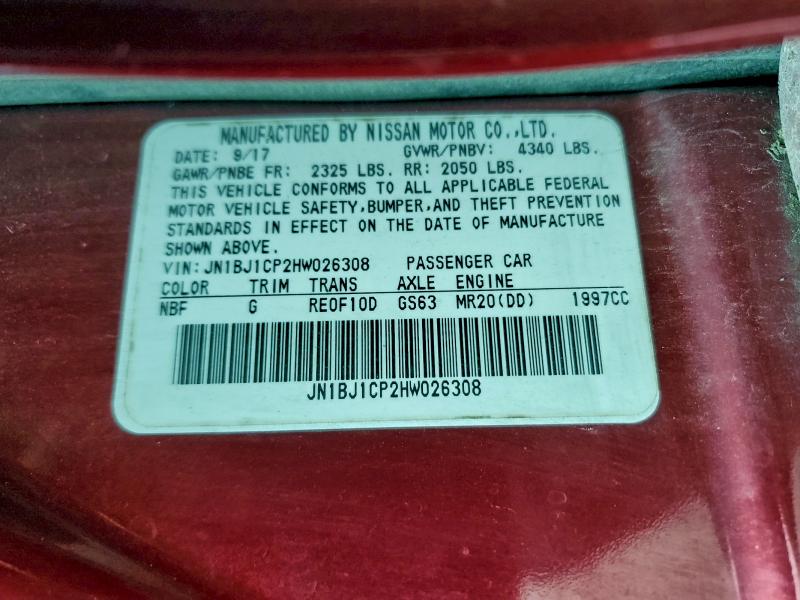 MANUFACTURED BY NISSAN MOTOR CO.,LTD.
DATE: 9/17 GVWR/PNBV: 4340 LBS.
GAWR/PNBE FR: 2325 LBS. RR: 2050 LBS.
THIS VEHICLE CONFORMS TO ALL APPLICABLE FEDERAL
MOTOR VEHICLE SAFETY,BUMPER,AND THEFT PREVENTION
STANDARDS IN EFFECT ON THE DATE OF MANUFACTURE
SHOWN ABOVE.
VIN:JN1BJ1CP2HW026308 PASSENGER CAR
COLOR TRIM TRANS AXLE ENGINE
NBF G RE0F10D GS63 MR20(DD) 1997CC
JN1BJ1CP2HW026308